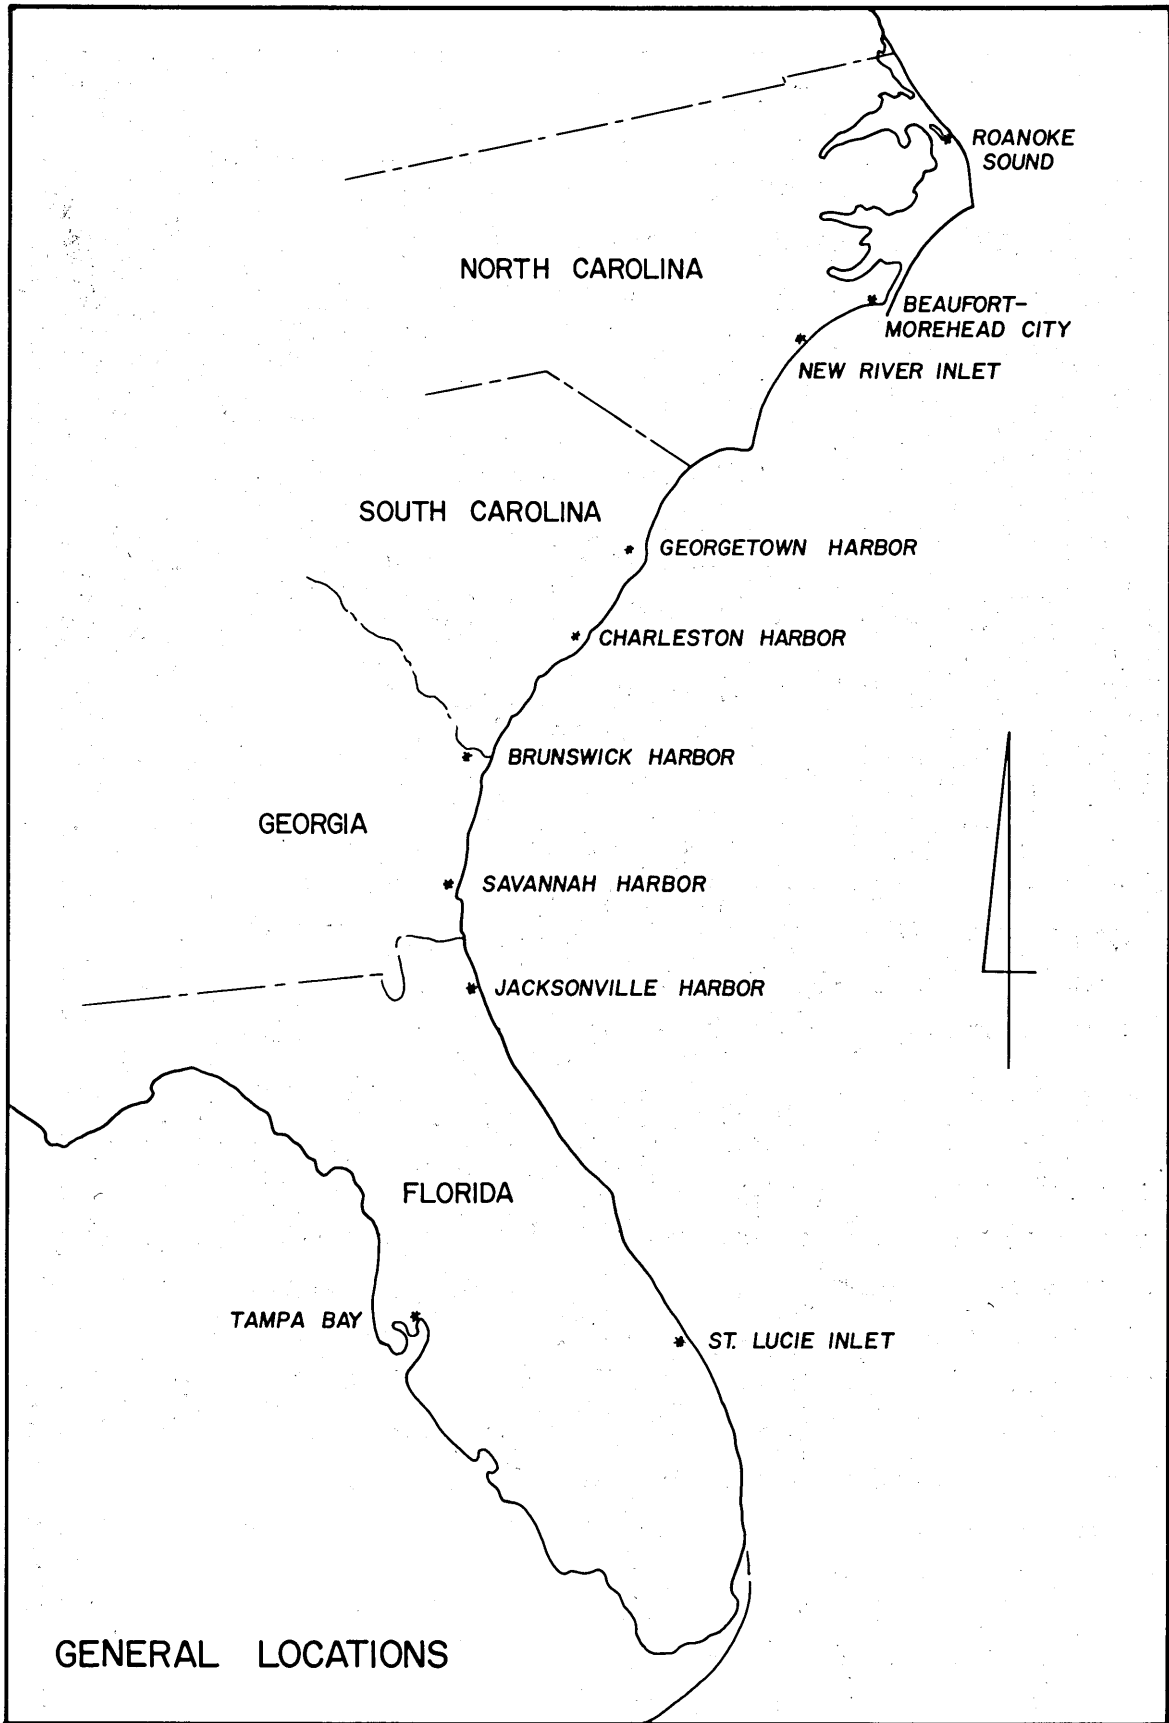 ROANOKE
SOUND
NORTH CAROLINA
BEAUFORT-
MOREHEAD CITY
NEW RIVER INLET
SOUTH CAROLINA
GEORGETOWN HARBOR
CHARLESTON HARBOR
BRUNSWICK HARBOR
GEORGIA
SAVANNAH HARBOR
JACKSONVILLE HARBOR
FLORIDA
TAMPA BAY
ST. LUCIE INLET
GENERAL LOCATIONS